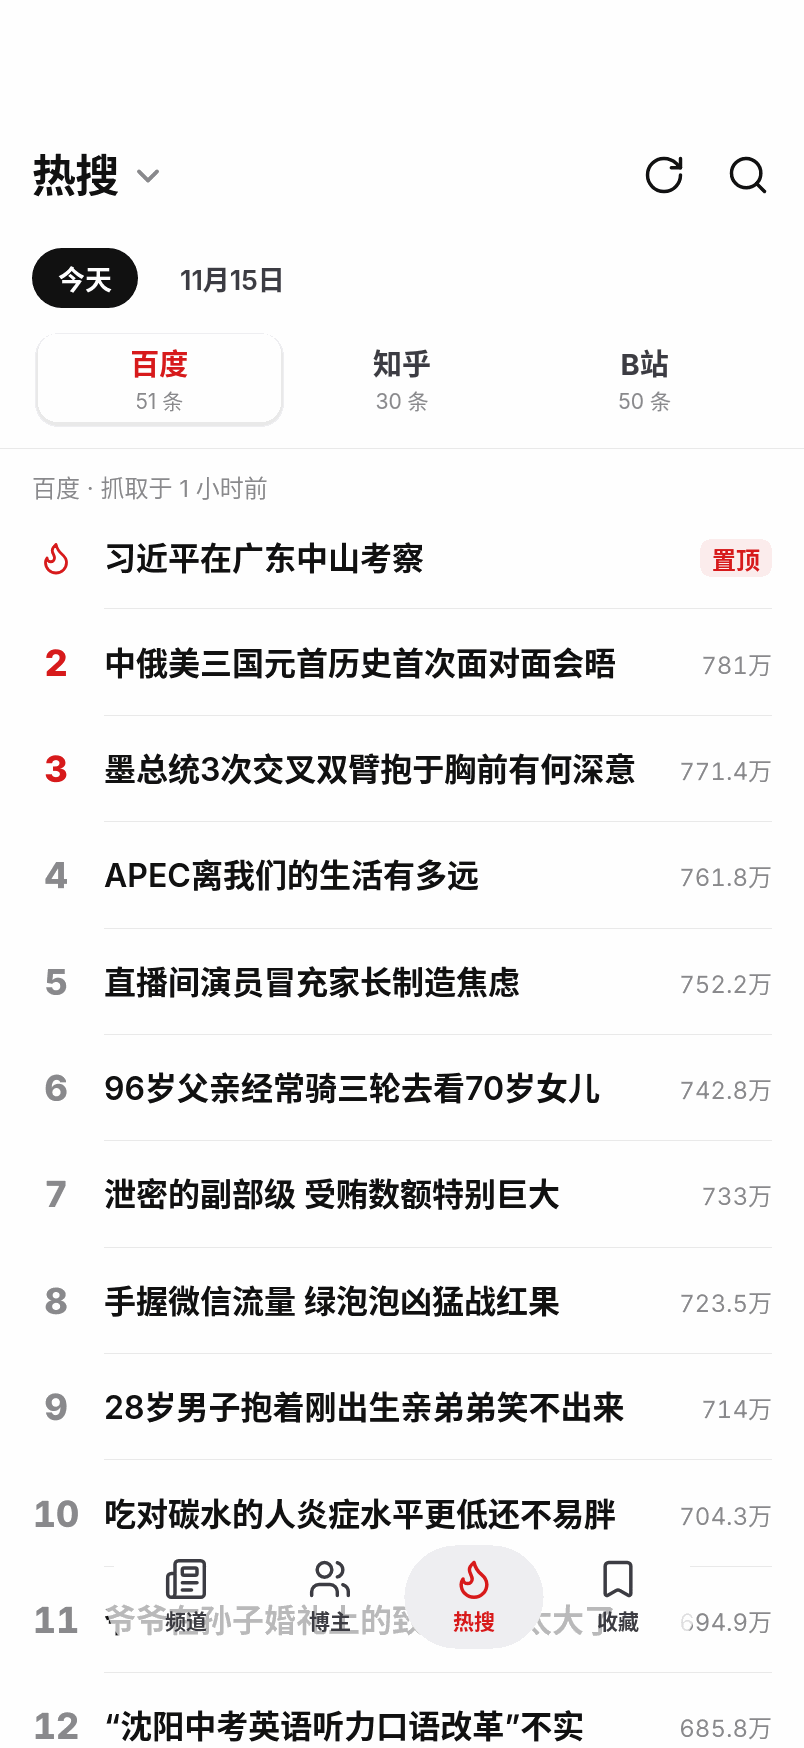 热搜
今天 11月15日
百度 知乎 B站
51 条 30 条 50 条
百度 · 抓取于 1 小时前
习近平在广东中山考察 置顶
2 中俄美三国元首历史首次面对面会晤 781万
3 墨总统3次交叉双臂抱于胸前有何深意 771.4万
4 APEC离我们的生活有多远 761.8万
5 直播间演员冒充家长制造焦虑 752.2万
6 96岁父亲经常骑三轮去看70岁女儿 742.8万
7 泄密的副部级 受贿数额特别巨大 733万
8 手握微信流量 绿泡泡凶猛战红果 723.5万
9 28岁男子抱着刚出生亲弟弟笑不出来 714万
10 吃对碳水的人炎症水平更低还不易胖 704.3万
11 爷爷在孙子婚礼上的致 太大了 694.9万
频道 博主 热搜 收藏
12 “沈阳中考英语听力口语改革”不实 685.8万